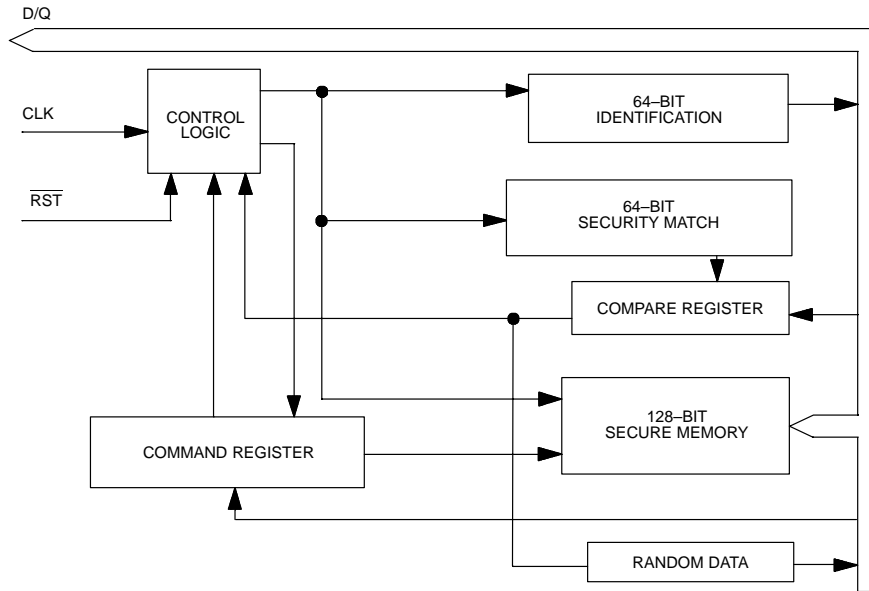 D/Q
CLK
RST
CONTROL
LOGIC
64–BIT
IDENTIFICATION
64–BIT
SECURITY MATCH
COMPARE REGISTER
128–BIT
SECURE MEMORY
COMMAND REGISTER
RANDOM DATA